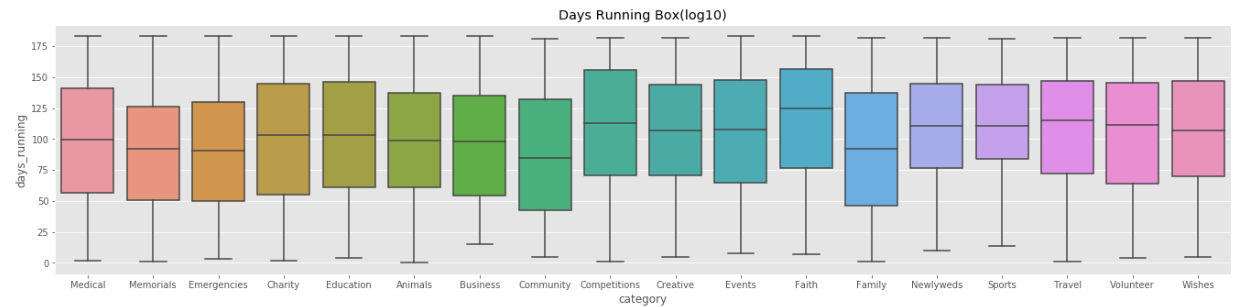 Days Running Box(log10)
175
150
125
100
75
50
25
0
days_running
Medical Memorials Emergencies Charity Education Animals Business Community Competitions Creative Events Faith Family Newlyweds Sports Travel Volunteer Wishes
category